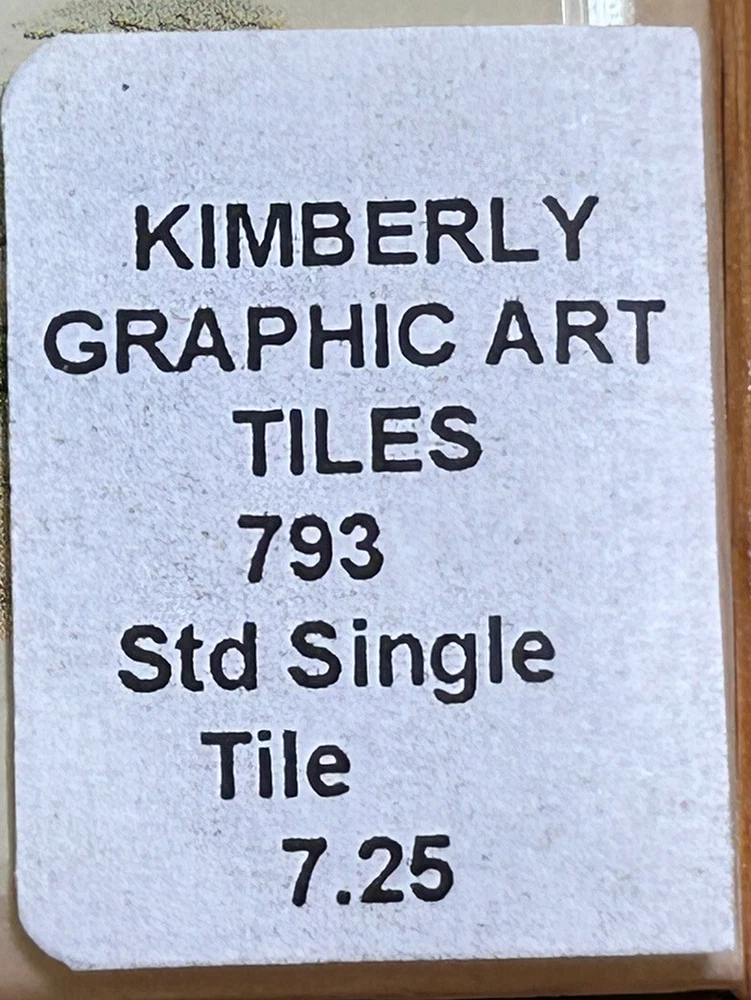 KIMBERLY
GRAPHIC ART
TILES
793
Std Single
Tile
7.25